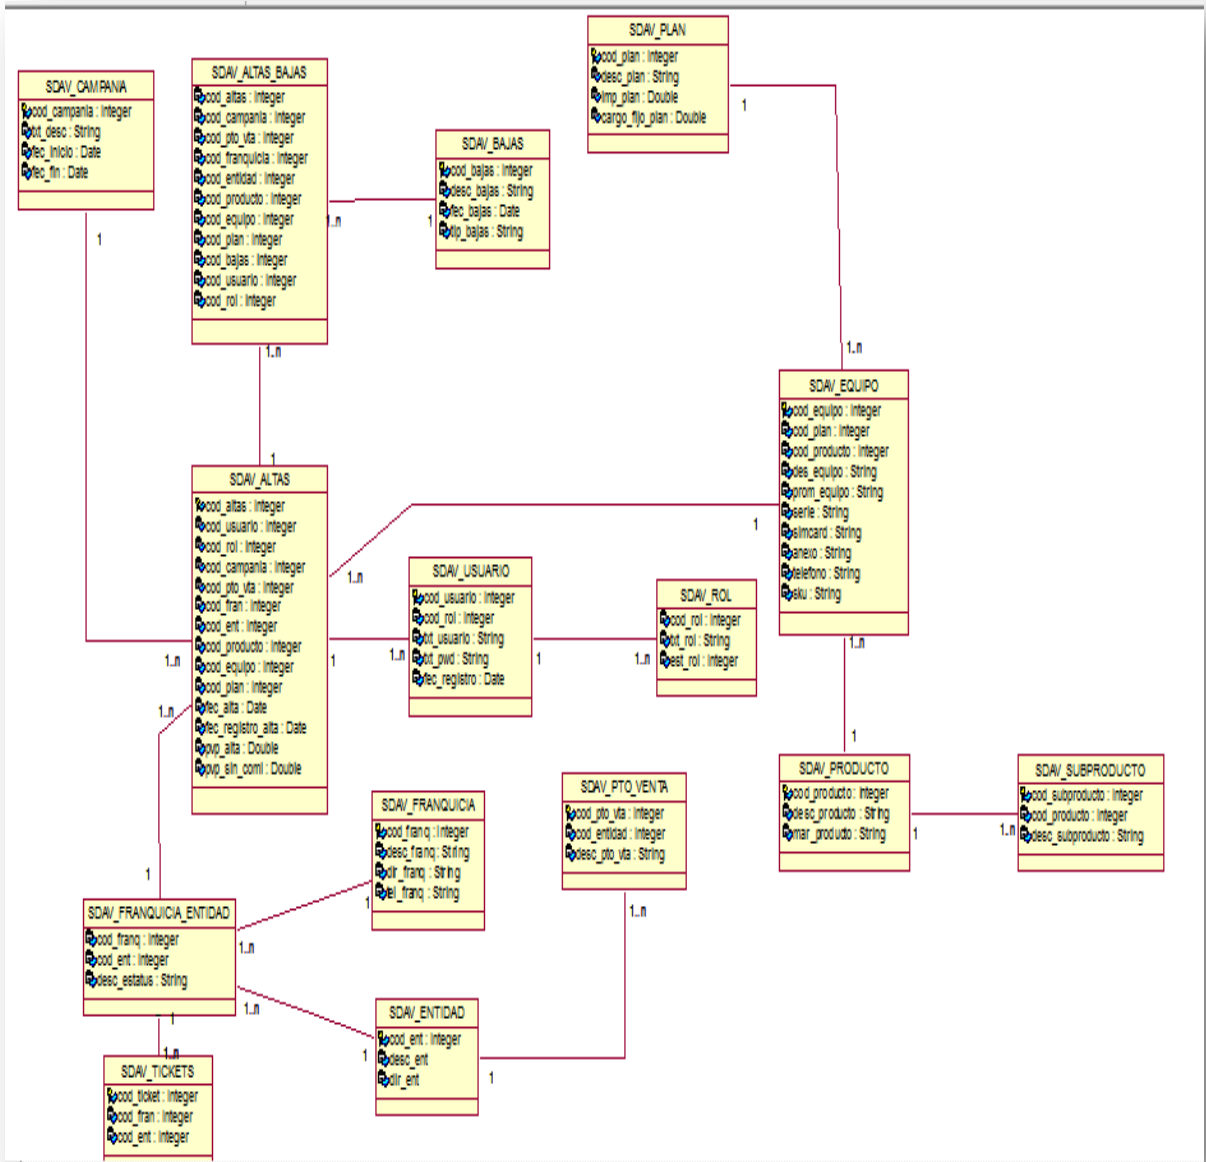 SDAV_PLAN
cod_plan : Integer
desc_plan : String
imp_plan : Double
cargo_fijo_plan : Double
1
SDAV_CAMPANIA
cod_campania : Integer
txt_desc : String
fec_inicio : Date
fec_fin : Date
1
SDAV_ALTAS_BAJAS
cod_altas : Integer
cod_campania : Integer
cod_pto_vta : Integer
cod_franquicia : Integer
cod_entidad : Integer
cod_producto : Integer
cod_equipo : Integer
cod_plan : Integer
cod_bajas : Integer
cod_usuario : Integer
cod_rol : Integer
1..n
1..n
SDAV_BAJAS
cod_bajas : Integer
desc_bajas : String
fec_bajas : Date
tip_bajas : String
1
1..n
SDAV_EQUIPO
cod_equipo : Integer
cod_plan : Integer
cod_producto : Integer
des_equipo : String
prom_equipo : String
serie : String
simcard : String
anexo : String
telefono : String
sku : String
1
1..n
1
SDAV_ALTAS
cod_altas : Integer
cod_usuario : Integer
cod_rol : Integer
cod_campania : Integer
cod_pto_vta : Integer
cod_fran : Integer
cod_ent : Integer
cod_producto : Integer
cod_equipo : Integer
cod_plan : Integer
fec_alta : Date
fec_registro_alta : Date
pvp_alta : Double
pvp_sin_comi : Double
1..n
1..n
1
1..n
SDAV_USUARIO
cod_usuario : Integer
cod_rol : Integer
txt_usuario : String
txt_pwd : String
fec_registro : Date
1..n
1
SDAV_ROL
cod_rol : Integer
txt_rol : String
est_rol : Integer
1..n
1
SDAV_PRODUCTO
cod_producto : Integer
desc_producto : String
mar_producto : String
1
SDAV_SUBPRODUCTO
cod_subproducto : Integer
cod_producto : Integer
desc_subproducto : String
1..n
SDAV_PTO_VENTA
cod_pto_vta : Integer
cod_entidad : Integer
desc_pto_vta : String
1..n
SDAV_FRANQUICIA
cod_franq : Integer
desc_franq : String
dir_franq : String
tel_franq : String
1
1
SDAV_FRANQUICIA_ENTIDAD
cod_franq : Integer
cod_ent : Integer
desc_estatus : String
1..n
1..n
1
SDAV_ENTIDAD
cod_ent : Integer
desc_ent
dir_ent
1
1
1..n
SDAV_TICKETS
cod_ticket : Integer
cod_fran : Integer
cod_ent : Integer